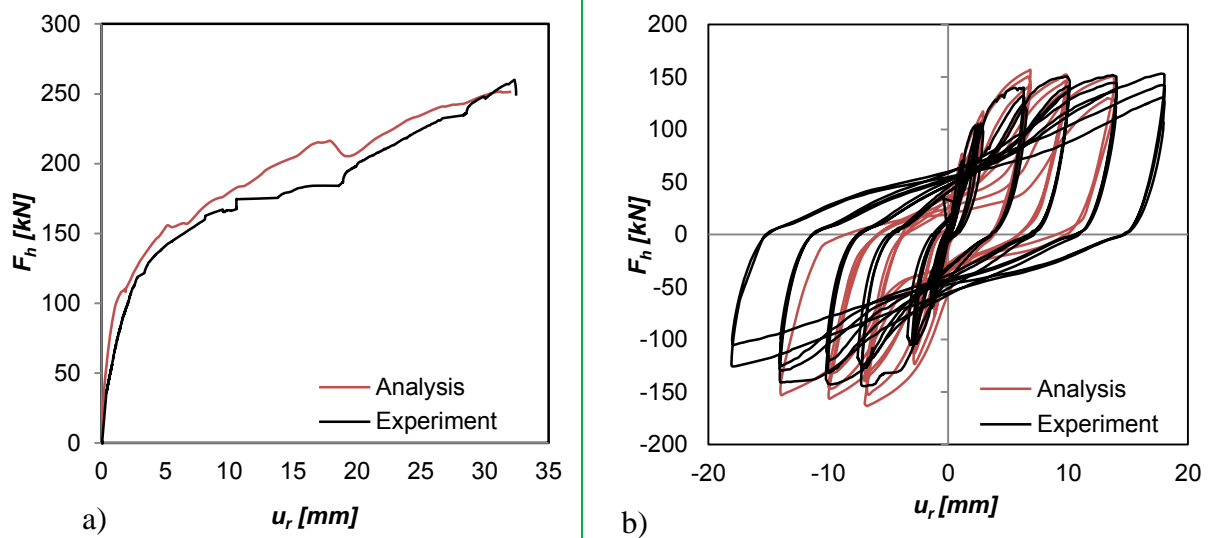 300
250
200
150
100
50
0
F_h [kN]
0 5 10 15 20 25 30 35
u_r [mm]
Analysis
Experiment
a)
200
150
100
50
0
-50
-100
-150
-200
F_h [kN]
-20 -10 0 10 20
u_r [mm]
Analysis
Experiment
b)